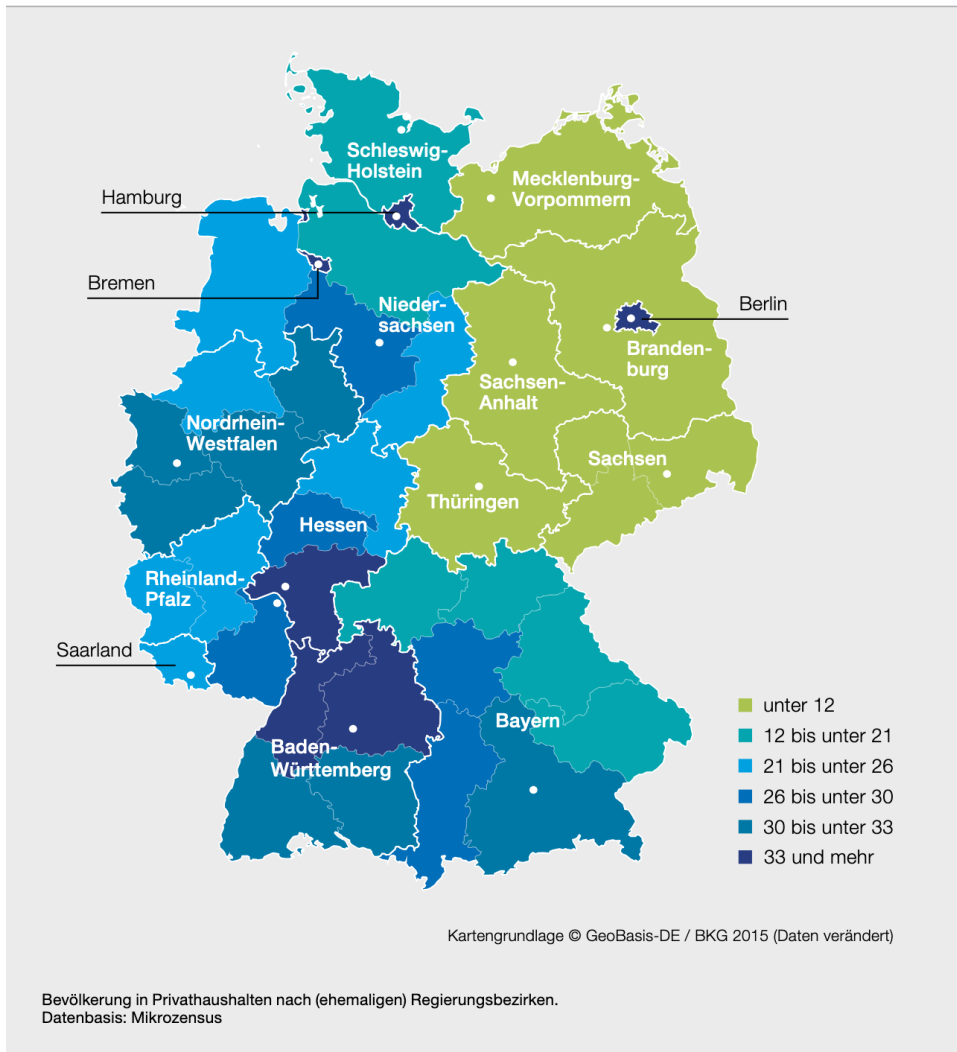 Schleswig-
Holstein
Mecklenburg-
Vorpommern
Hamburg
Bremen
Berlin
Nieder-
sachsen
Branden-
burg
Sachsen-
Anhalt
Nordrhein-
Westfalen
Sachsen
Thüringen
Hessen
Rheinland-
Pfalz
Saarland
Bayern
Baden-
Württemberg
unter 12
12 bis unter 21
21 bis unter 26
26 bis unter 30
30 bis unter 33
33 und mehr
Kartengrundlage © GeoBasis-DE / BKG 2015 (Daten verändert)
Bevölkerung in Privathaushalten nach (ehemaligen) Regierungsbezirken.
Datenbasis: Mikrozensus